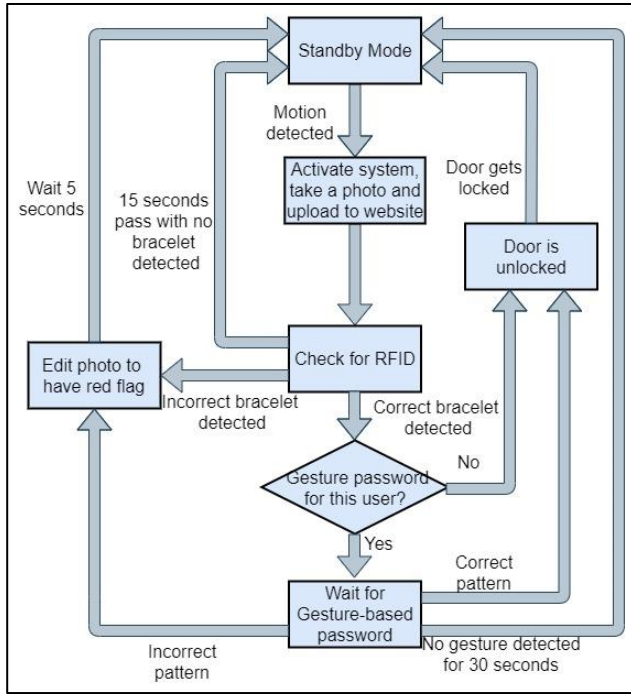 Standby Mode
Motion
detected
Activate system,
take a photo and
upload to website
Wait 5
seconds
15 seconds
pass with no
bracelet
detected
Door gets
locked
Door is
unlocked
Check for RFID
Edit photo to
have red flag
Incorrect bracelet
detected
Correct bracelet
detected
Gesture password
for this user?
No
Yes
Wait for
Gesture-based
password
Correct
pattern
Incorrect
pattern
No gesture detected
for 30 seconds